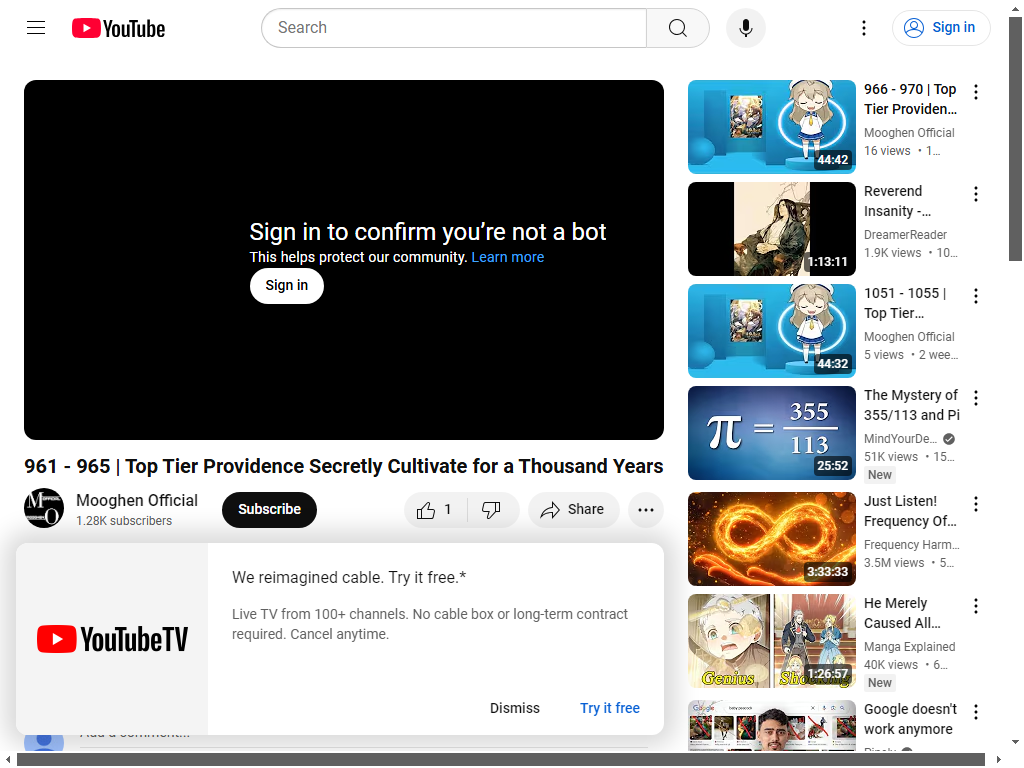 YouTube
Search
Sign in
Sign in to confirm you’re not a bot
This helps protect our community. Learn more
Sign in
961 - 965 | Top Tier Providence Secretly Cultivate for a Thousand Years
Mooghen Official
1.28K subscribers
Subscribe
1
Share
YouTubeTV
We reimagined cable. Try it free.*
Live TV from 100+ channels. No cable box or long-term contract
required. Cancel anytime.
Dismiss
Try it free
966 - 970 | Top
Tier Providen...
Mooghen Official
16 views • 1...
44:42
Reverend
Insanity -...
DreamerReader
1.9K views • 10...
1:13:11
1051 - 1055 |
Top Tier...
Mooghen Official
5 views • 2 wee...
44:32
π = 355/113
25:52
The Mystery of
355/113 and Pi
MindYourDe...
51K views • 15...
New
3:33:33
Just Listen!
Frequency Of...
Frequency Harm...
3.5M views • 5...
Genius
1:26:57
He Merely
Caused All...
Manga Explained
40K views • 6...
New
Google
Google doesn't
work anymore